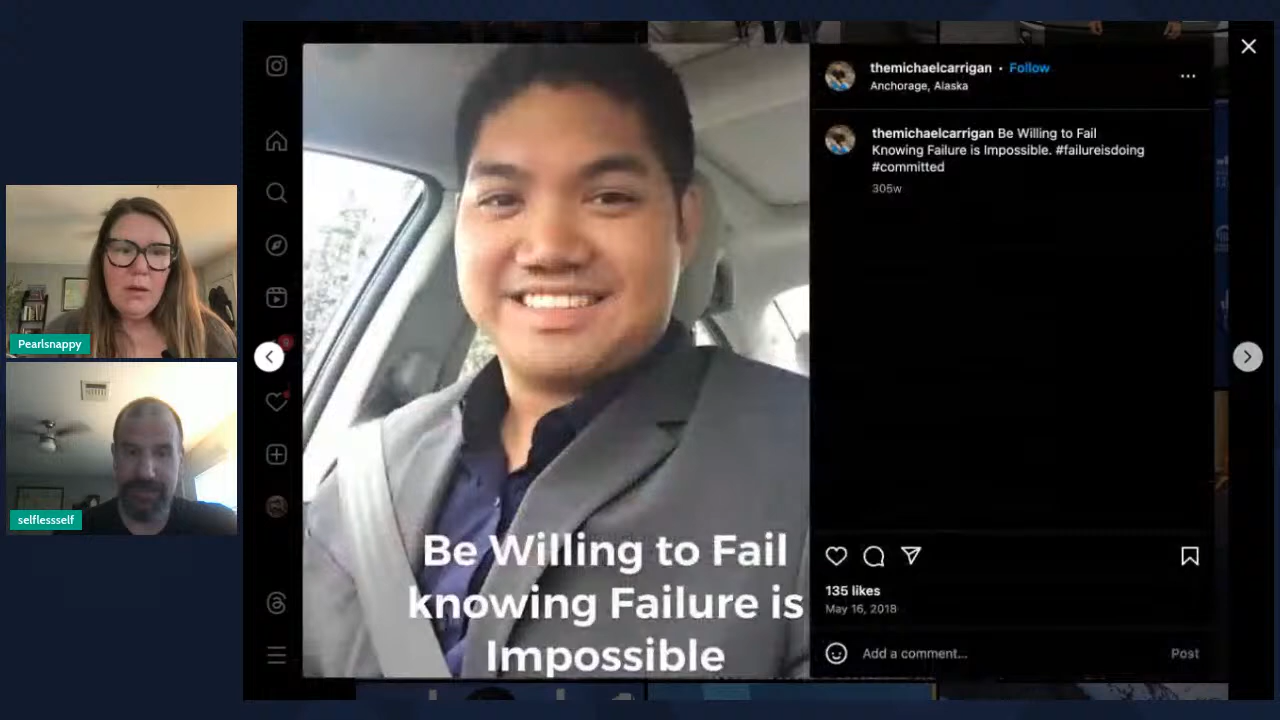 Pearlsnappy
selflessself
Be Willing to Fail
knowing Failure is
Impossible
themichaelcarrigan • Follow
Anchorage, Alaska
themichaelcarrigan Be Willing to Fail
Knowing Failure is Impossible. #failureisdoing
#committed
305w
135 likes
May 16, 2018
Add a comment...
Post